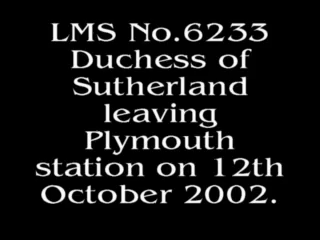 LMS No.6233
Duchess of
Sutherland
leaving
Plymouth
station on 12th
October 2002.